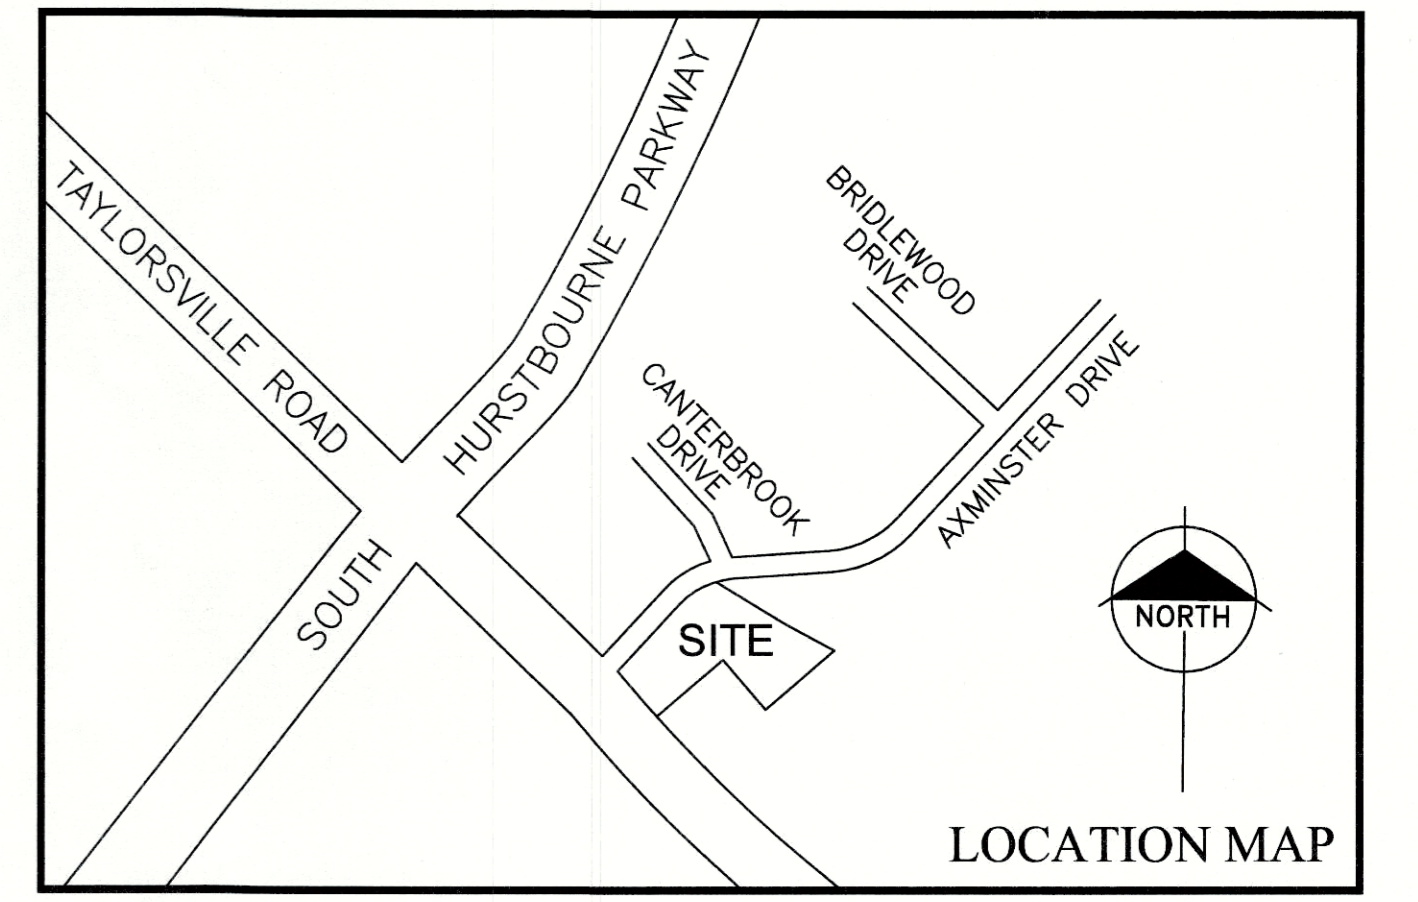 TAYLORSVILLE ROAD
SOUTH HURSTBOURNE PARKWAY
BRIDLEWOOD
DRIVE
CANTERBROOK
DRIVE
AXMINSTER DRIVE
SITE
NORTH
LOCATION MAP